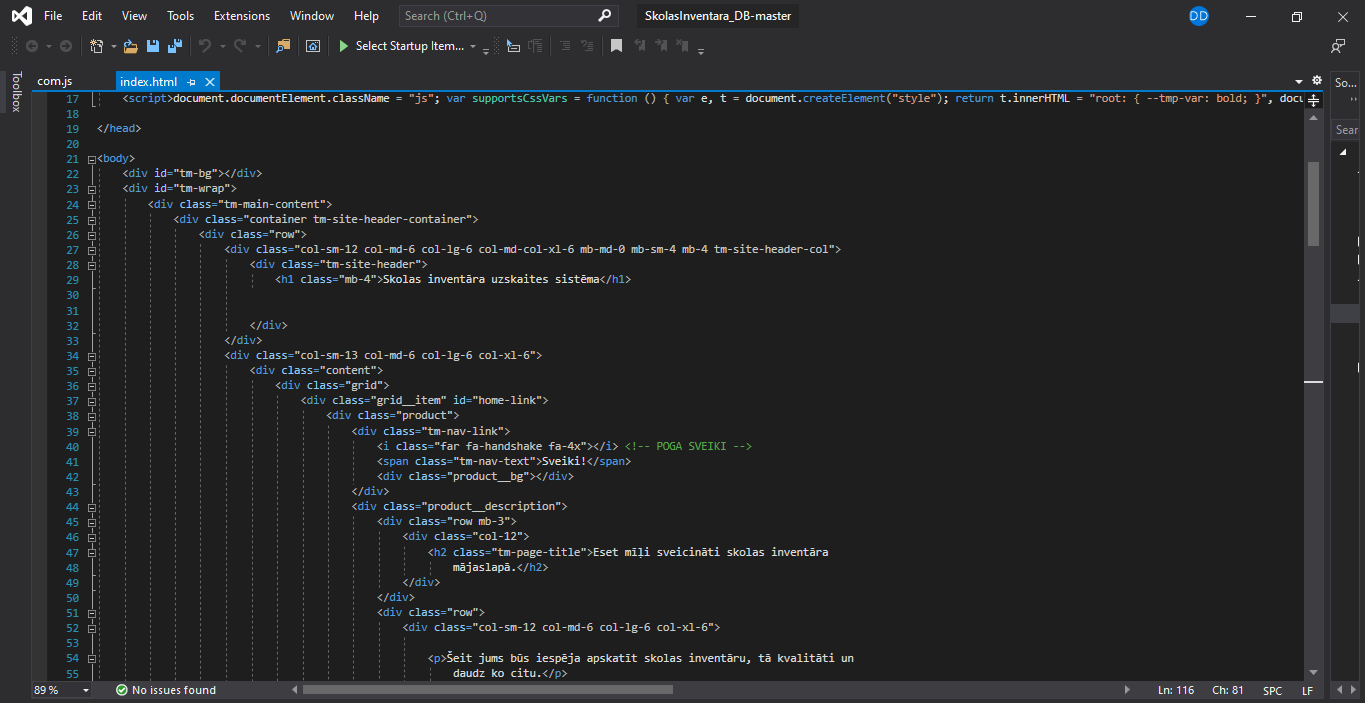 File Edit View Tools Extensions Window Help Search (Ctrl+Q) SkolasInventara_DB-master DD
Select Startup Item...
Toolbox
com.js index.html
So...
Sear
17 <script>document.documentElement.className = "js"; var supportsCssVars = function () { var e, t = document.createElement("style"); return t.innerHTML = "root: { --tmp-var: bold; }", docu
18
19 </head>
20
21 <body>
22 <div id="tm-bg"></div>
23 <div id="tm-wrap">
24 <div class="tm-main-content">
25 <div class="container tm-site-header-container">
26 <div class="row">
27 <div class="col-sm-12 col-md-6 col-lg-6 col-md-col-xl-6 mb-md-0 mb-sm-4 mb-4 tm-site-header-col">
28 <div class="tm-site-header">
29 <h1 class="mb-4">Skolas inventāra uzskaites sistēma</h1>
30
31
32 </div>
33 </div>
34 <div class="col-sm-13 col-md-6 col-lg-6 col-xl-6">
35 <div class="content">
36 <div class="grid">
37 <div class="grid__item" id="home-link">
38 <div class="product">
39 <div class="tm-nav-link">
40 <i class="far fa-handshake fa-4x"></i> <!-- POGA SVEIKI -->
41 <span class="tm-nav-text">Sveiki!</span>
42 <div class="product__bg"></div>
43 </div>
44 <div class="product__description">
45 <div class="row mb-3">
46 <div class="col-12">
47 <h2 class="tm-page-title">Eset mīļi sveicināti skolas inventāra
48 mājaslapā.</h2>
49 </div>
50 </div>
51 <div class="row">
52 <div class="col-sm-12 col-md-6 col-lg-6 col-xl-6">
53
54 <p>Šeit jums būs iespēja apskatīt skolas inventāru, tā kvalitāti un
55 daudz ko citu.</p>
89 % No issues found Ln: 116 Ch: 81 SPC LF